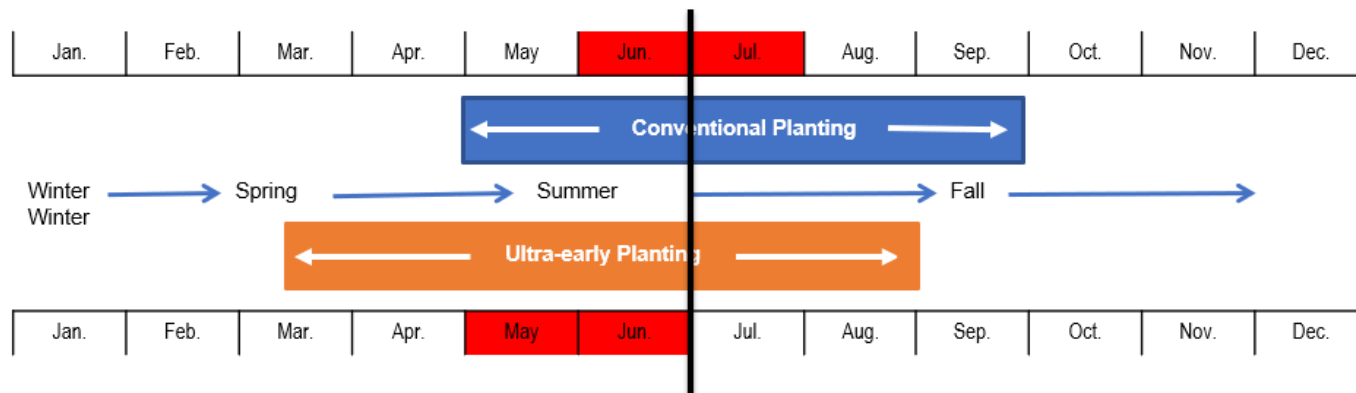 Jan. Feb. Mar. Apr. May Jun. Jul. Aug. Sep. Oct. Nov. Dec.
Conventional Planting
Winter Spring Summer Fall
Winter
Ultra-early Planting
Jan. Feb. Mar. Apr. May Jun. Jul. Aug. Sep. Oct. Nov. Dec.